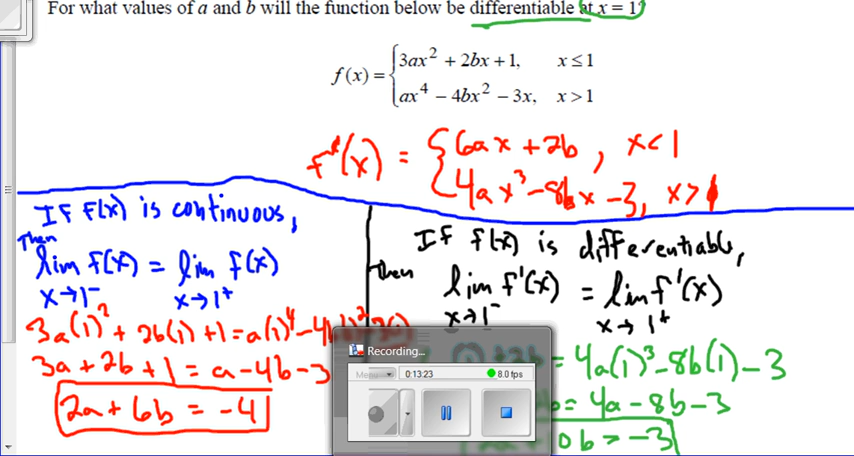 For what values of a and b will the function below be differentiable at x = 1?
f(x) = {3ax² + 2bx + 1, x ≤ 1
ax⁴ − 4bx² − 3x, x > 1
f'(x) = {6ax + 2b, x < 1
4ax³ − 8bx − 3, x > 1
IF f(x) is continuous,
Then
lim f(x) = lim f(x)
x→1⁻ x→1⁺
3a(1)² + 2b(1) + 1 = a(1)⁴ − 4b
3a + 2b + 1 = a − 4b − 3
2a + 6b = −4
If f(x) is differentiable,
Then lim f'(x) = lim f'(x)
x→1⁻ x→1⁺
+ 2b = 4a(1)³ − 8b(1) − 3
b = 4a − 8b − 3
10b = −3
Recording...
Menu 0:13:23 8.0 fps